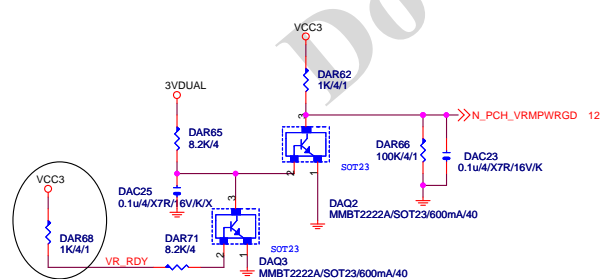 Do
VCC3
DAR62
1K/4/1
3VDUAL
N_PCH_VRMPWRGD 12
DAR65
8.2K/4
DAR66
100K/4/1
DAC23
0.1u/4/X7R/16V/K
3
2
1
SOT23
DAQ2
MMBT2222A/SOT23/600mA/40
VCC3
DAC25
0.1u/4/X7R/16V/K/X
3
DAR68
1K/4/1
VR_RDY
DAR71
8.2K/4
2
1
SOT23
DAQ3
MMBT2222A/SOT23/600mA/40